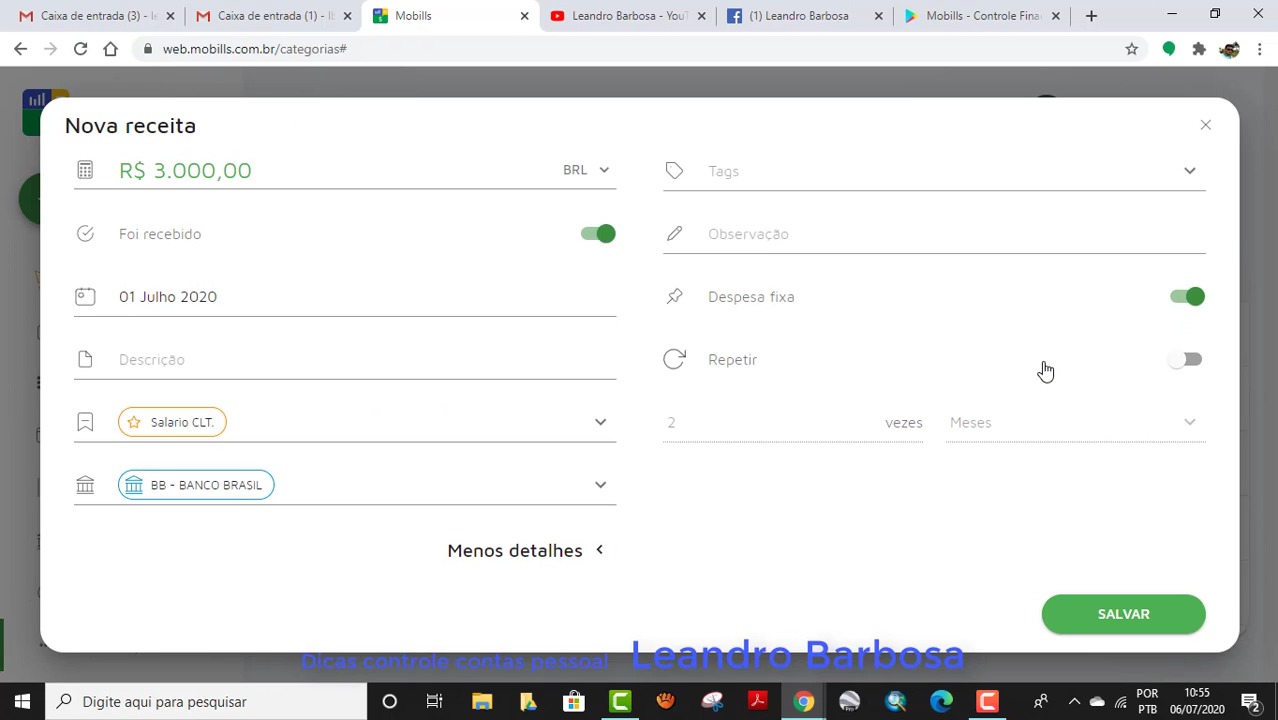 Caixa de entrada (3) - le
Caixa de entrada (1) - lb
Mobills
Leandro Barbosa - YouT
(1) Leandro Barbosa
Mobills - Controle Finan
web.mobills.com.br/categorias#
Nova receita
R$ 3.000,00
BRL
Tags
Foi recebido
Observação
01 Julho 2020
Despesa fixa
Descrição
Repetir
Salario CLT.
2
vezes
Meses
BB - BANCO BRASIL
Menos detalhes
SALVAR
Dicas controle contas pessoal Leandro Barbosa
Digite aqui para pesquisar
POR
PTB
10:55
06/07/2020
2